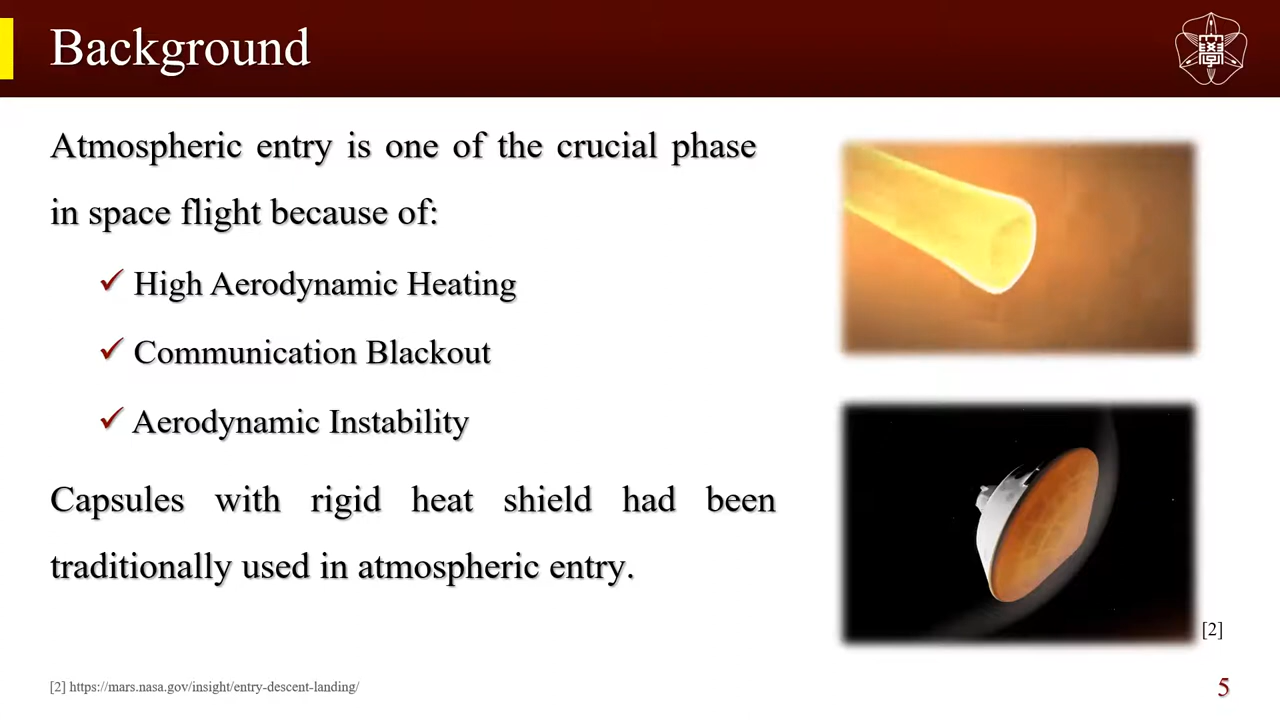 Background
Atmospheric entry is one of the crucial phase
in space flight because of:
✓ High Aerodynamic Heating
✓ Communication Blackout
✓ Aerodynamic Instability
Capsules with rigid heat shield had been
traditionally used in atmospheric entry.
[2]
[2] https://mars.nasa.gov/insight/entry-descent-landing/
5